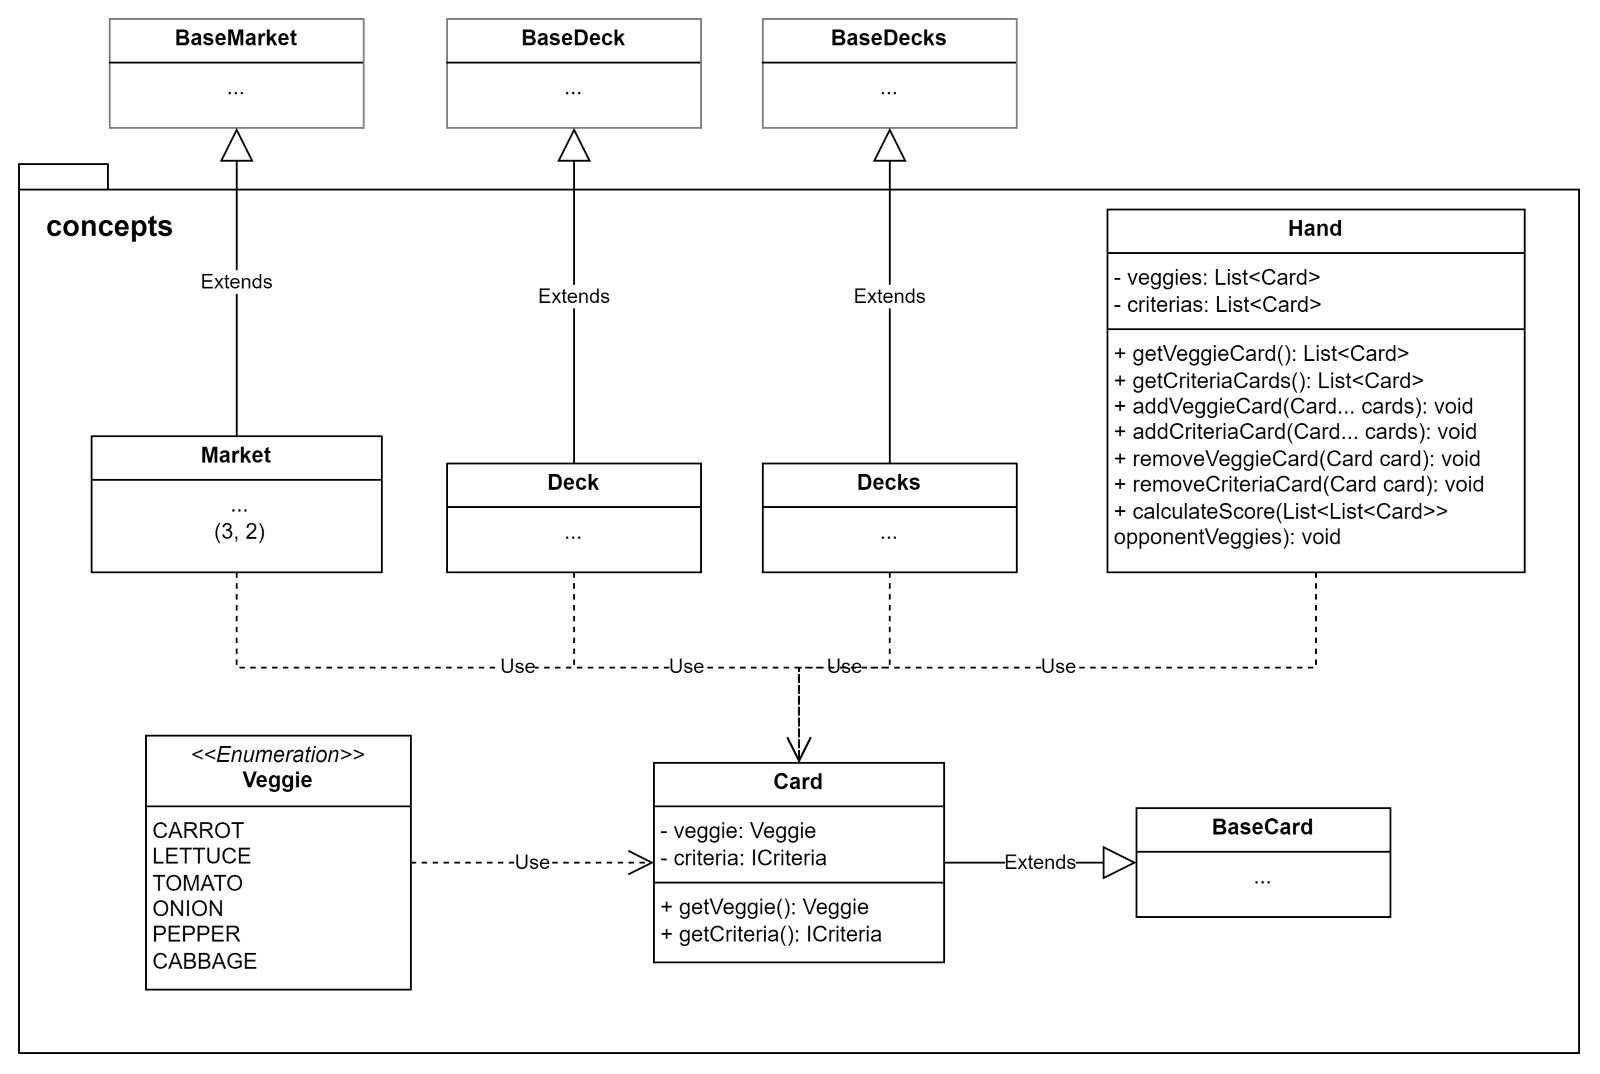 BaseMarket
...
BaseDeck
...
BaseDecks
...
concepts
Extends
Extends
Extends
Hand
- veggies: List<Card>
- criterias: List<Card>
+ getVeggieCard(): List<Card>
+ getCriteriaCards(): List<Card>
+ addVeggieCard(Card... cards): void
+ addCriteriaCard(Card... cards): void
+ removeVeggieCard(Card card): void
+ removeCriteriaCard(Card card): void
+ calculateScore(List<List<Card>>
opponentVeggies): void
Market
...
(3, 2)
Deck
...
Decks
...
Use
Use
Use
Use
<<Enumeration>>
Veggie
CARROT
LETTUCE
TOMATO
ONION
PEPPER
CABBAGE
Use
Card
- veggie: Veggie
- criteria: ICriteria
+ getVeggie(): Veggie
+ getCriteria(): ICriteria
Extends
BaseCard
...